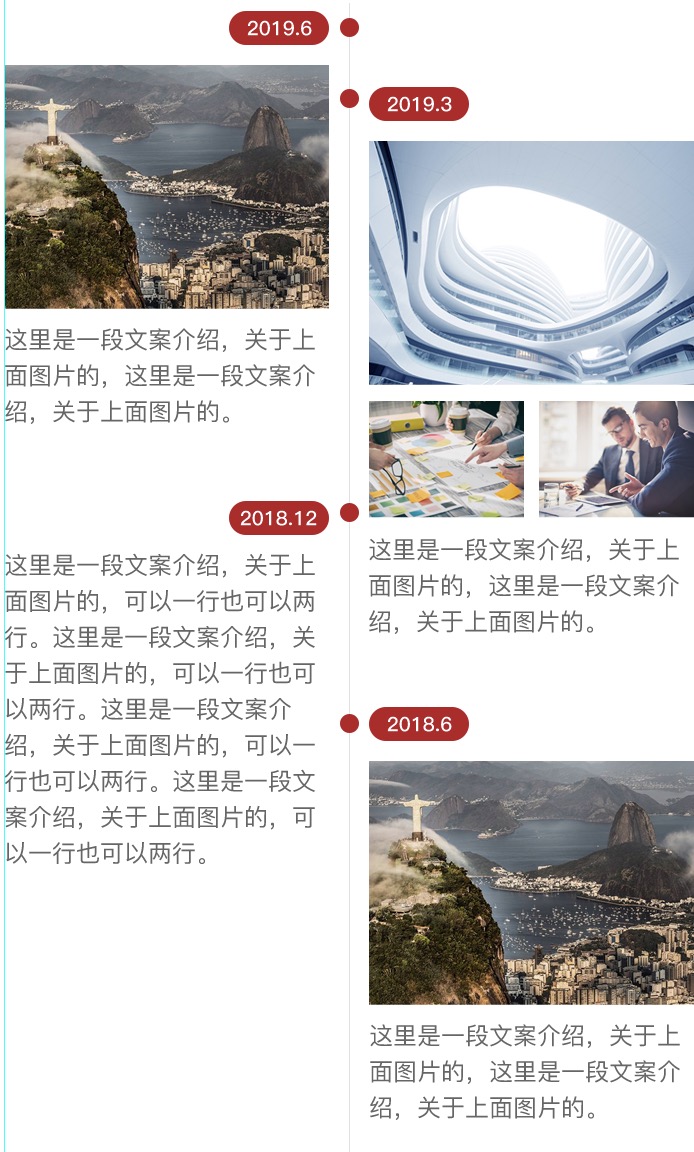 2019.6
这里是一段文案介绍，关于上
面图片的，这里是一段文案介
绍，关于上面图片的。
2019.3
这里是一段文案介绍，关于上
面图片的，这里是一段文案介
绍，关于上面图片的。
2018.12
这里是一段文案介绍，关于上
面图片的，可以一行也可以两
行。这里是一段文案介绍，关
于上面图片的，可以一行也可
以两行。这里是一段文案介
绍，关于上面图片的，可以一
行也可以两行。这里是一段文
案介绍，关于上面图片的，可
以一行也可以两行。
2018.6
这里是一段文案介绍，关于上
面图片的，这里是一段文案介
绍，关于上面图片的。